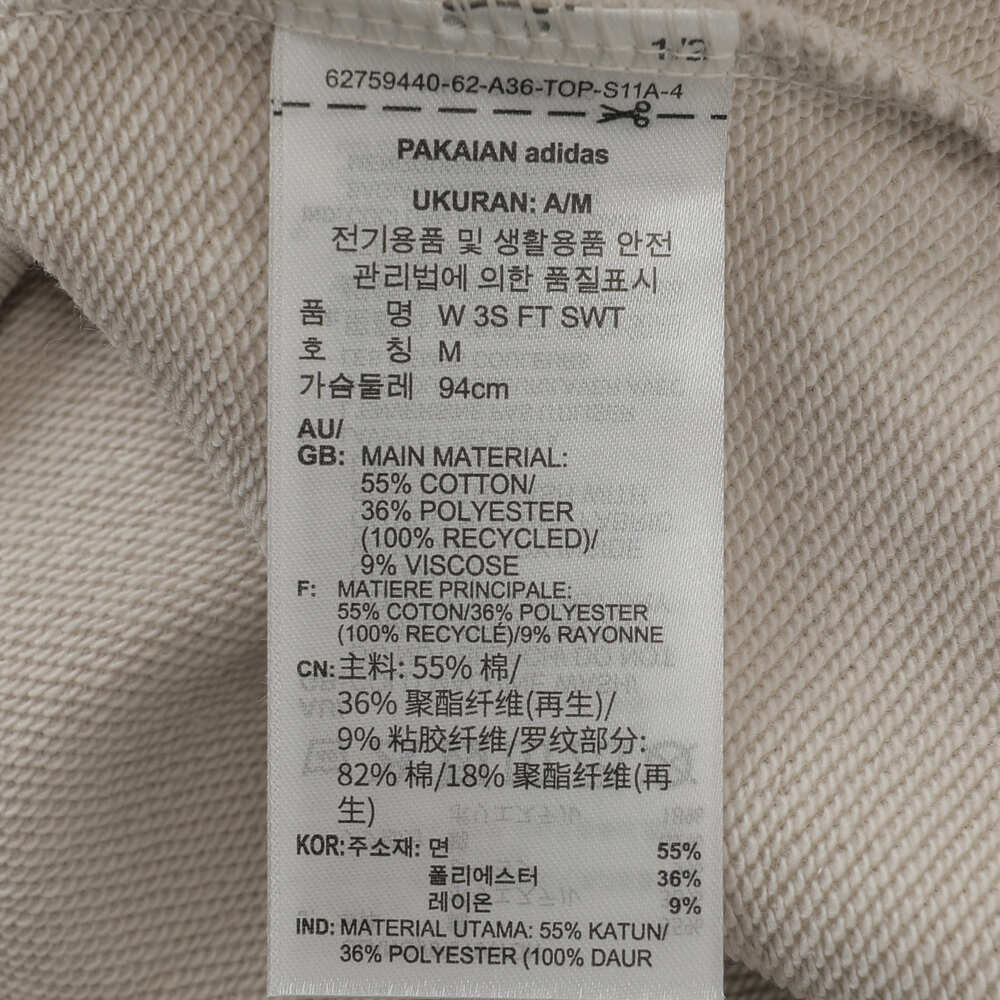 62759440-62-A36-TOP-S11A-4
PAKAIAN adidas
UKURAN: A/M
전기용품 및 생활용품 안전
관리법에 의한 품질표시
품 명 W 3S FT SWT
호 칭 M
가슴둘레 94cm
AU/
GB: MAIN MATERIAL:
55% COTTON/
36% POLYESTER
(100% RECYCLED)/
9% VISCOSE
F: MATIERE PRINCIPALE:
55% COTON/36% POLYESTER
(100% RECYCLÉ)/9% RAYONNE
CN: 主料: 55% 棉/
36% 聚酯纤维(再生)/
9% 粘胶纤维/罗纹部分:
82% 棉/18% 聚酯纤维(再
生)
KOR: 주소재: 면 55%
폴리에스터 36%
레이온 9%
IND: MATERIAL UTAMA: 55% KATUN/
36% POLYESTER (100% DAUR